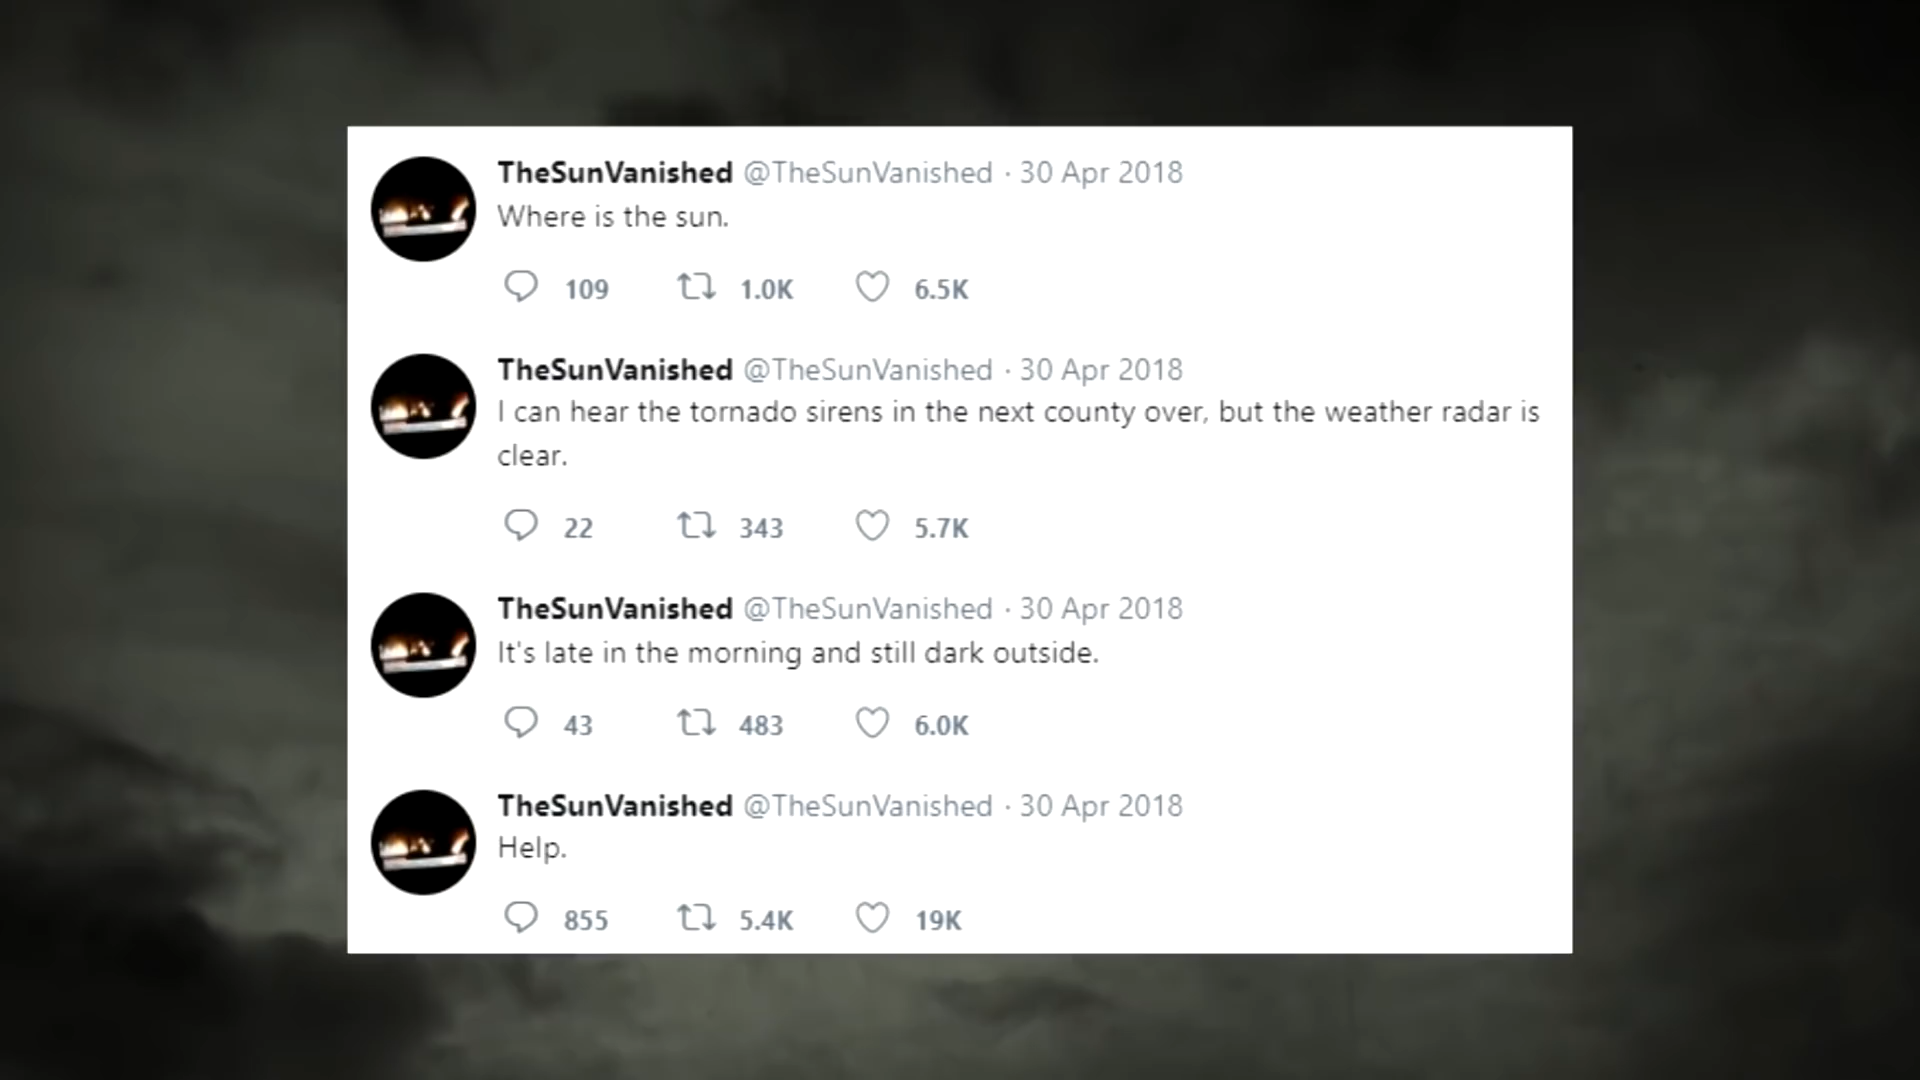 TheSunVanished @TheSunVanished · 30 Apr 2018
Where is the sun.
109 1.0K 6.5K
TheSunVanished @TheSunVanished · 30 Apr 2018
I can hear the tornado sirens in the next county over, but the weather radar is
clear.
22 343 5.7K
TheSunVanished @TheSunVanished · 30 Apr 2018
It's late in the morning and still dark outside.
43 483 6.0K
TheSunVanished @TheSunVanished · 30 Apr 2018
Help.
855 5.4K 19K